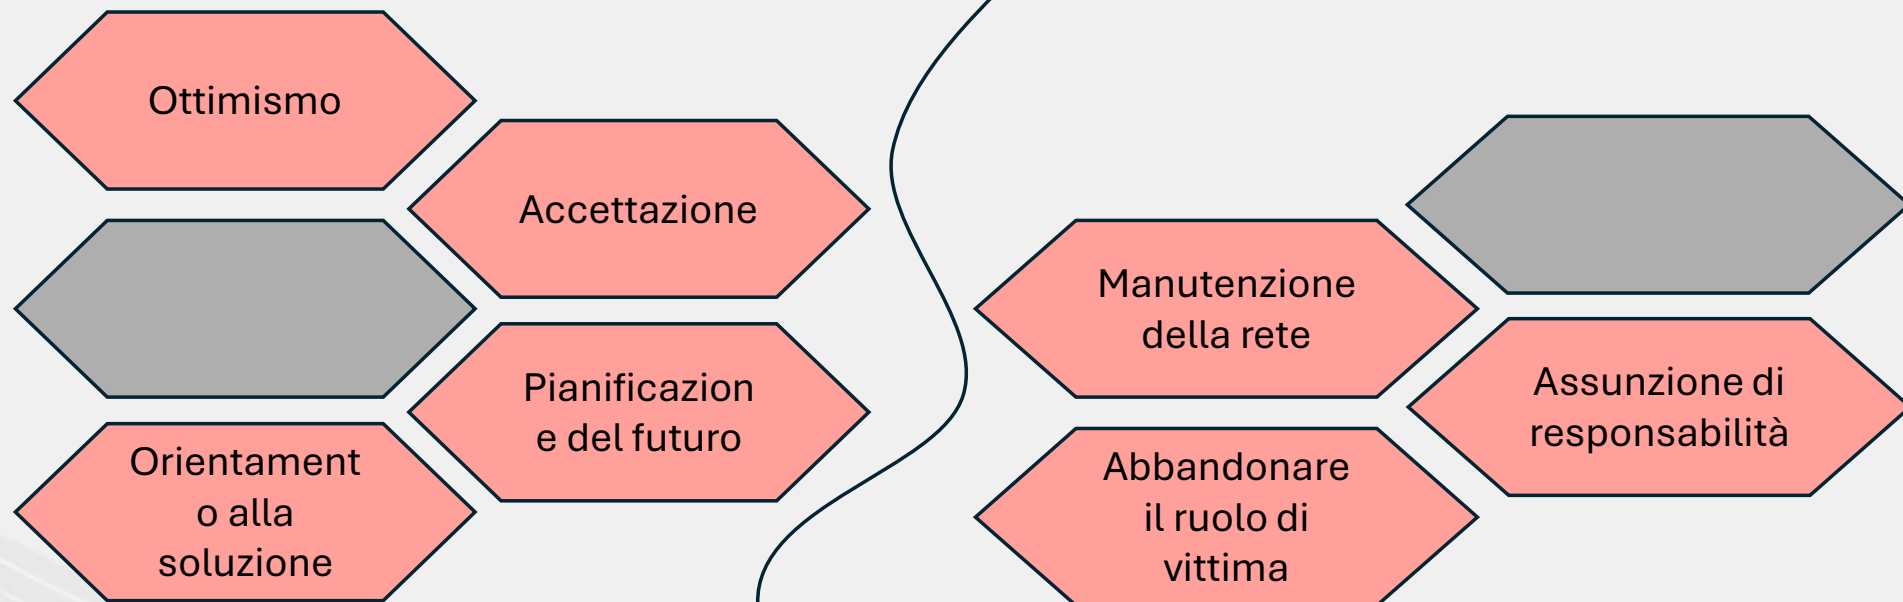 Ottimismo
Accettazione
Pianificazion
e del futuro
Orientament
o alla
soluzione
Manutenzione
della rete
Assunzione di
responsabilità
Abbandonare
il ruolo di
vittima